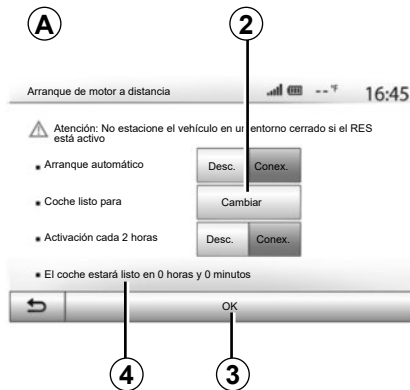 A
2
Arranque de motor a distancia
--°F
16:45
Atención: No estacione el vehículo en un entorno cerrado si el RES
está activo
Arranque automático
Desc.
Conex.
Coche listo para
Cambiar
Activación cada 2 horas
Desc.
Conex.
El coche estará listo en 0 horas y 0 minutos
OK
4
3